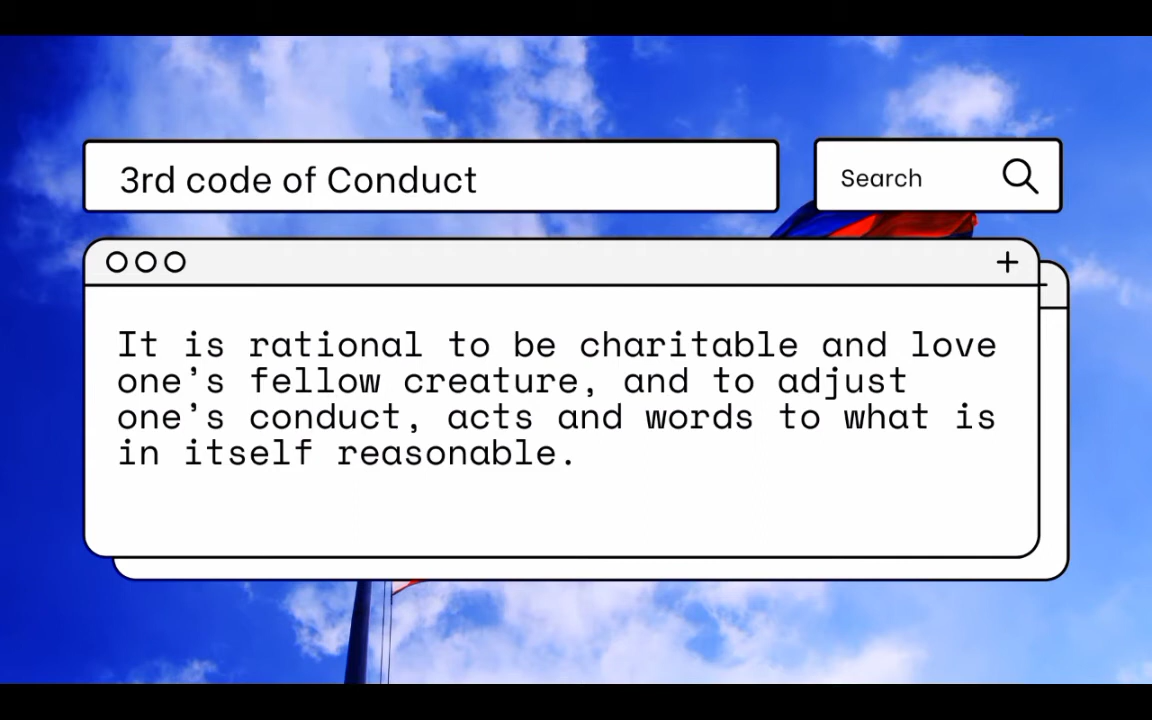 3rd code of Conduct
Search
It is rational to be charitable and love
one's fellow creature, and to adjust
one's conduct, acts and words to what is
in itself reasonable.